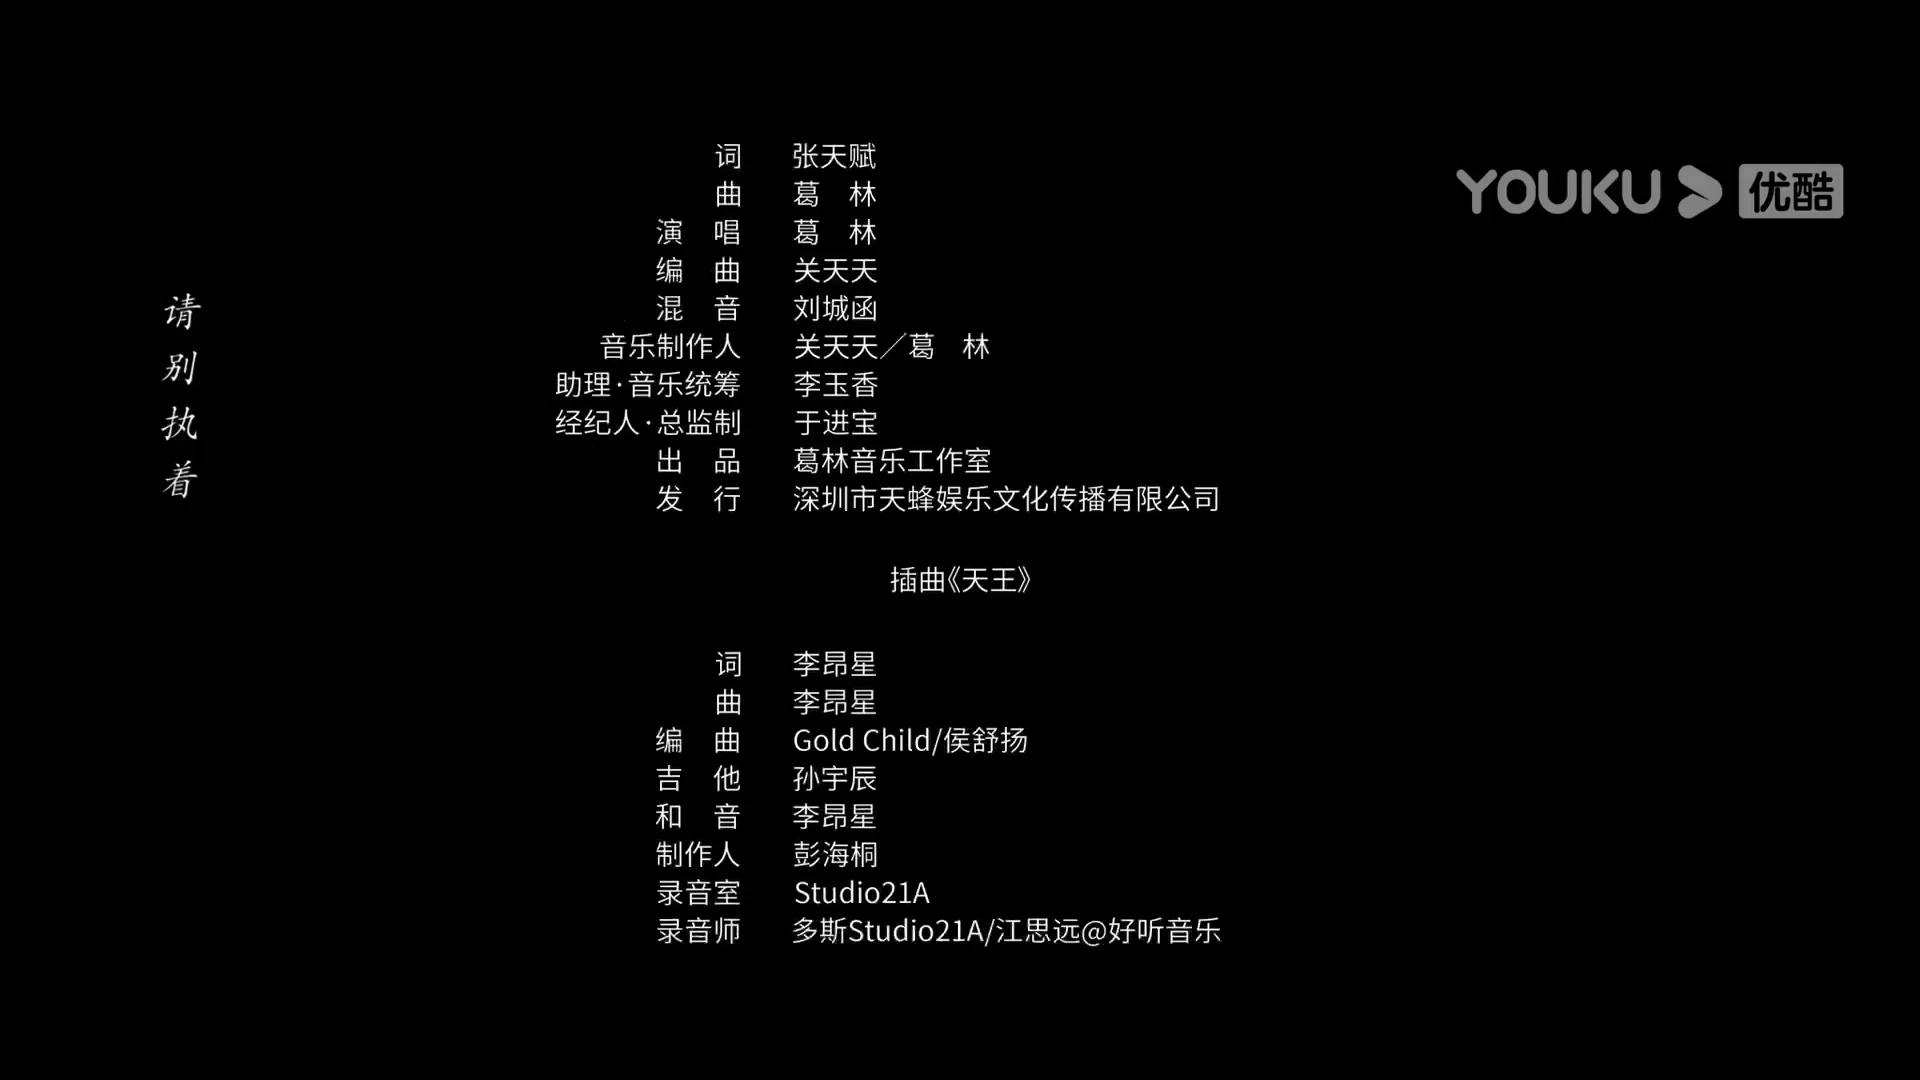 词 张天赋
曲 葛 林
演 唱 葛 林
编 曲 关天天
混 音 刘城函
音乐制作人 关天天／葛 林
助理·音乐统筹 李玉香
经纪人·总监制 于进宝
出 品 葛林音乐工作室
发 行 深圳市天蜂娱乐文化传播有限公司
插曲《天王》
词 李昂星
曲 李昂星
编 曲 Gold Child/侯舒扬
吉 他 孙宇辰
和 音 李昂星
制作人 彭海桐
录音室 Studio21A
录音师 多斯Studio21A/江思远@好听音乐
请别执着
YOUKU 优酷